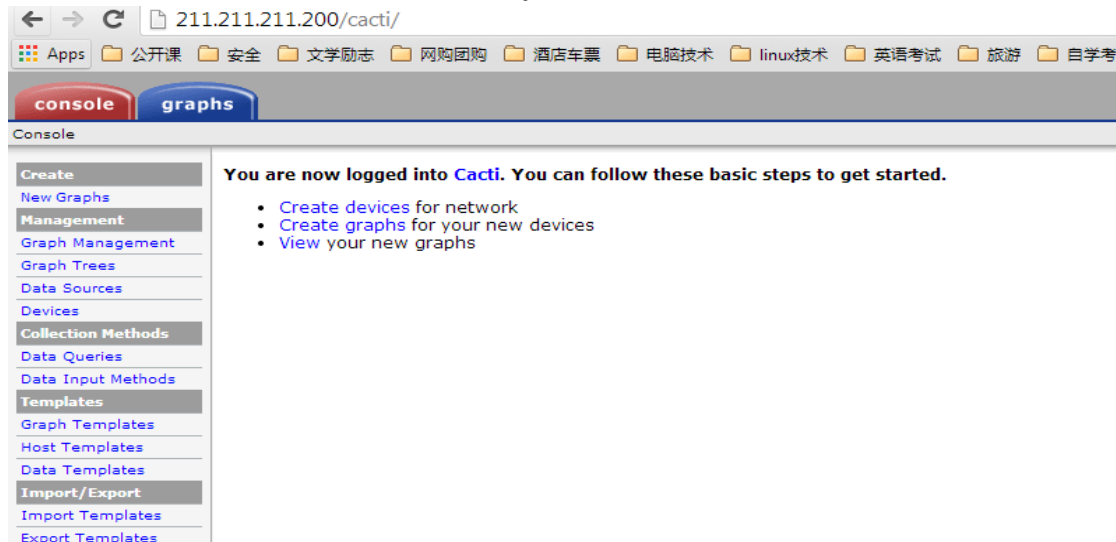 211.211.211.200/cacti/
Apps 公开课 安全 文学励志 网购团购 酒店车票 电脑技术 linux技术 英语考试 旅游 自学考
console graphs
Console
Create
New Graphs
Management
Graph Management
Graph Trees
Data Sources
Devices
Collection Methods
Data Queries
Data Input Methods
Templates
Graph Templates
Host Templates
Data Templates
Import/Export
Import Templates
Export Templates
You are now logged into Cacti. You can follow these basic steps to get started.
• Create devices for network
• Create graphs for your new devices
• View your new graphs